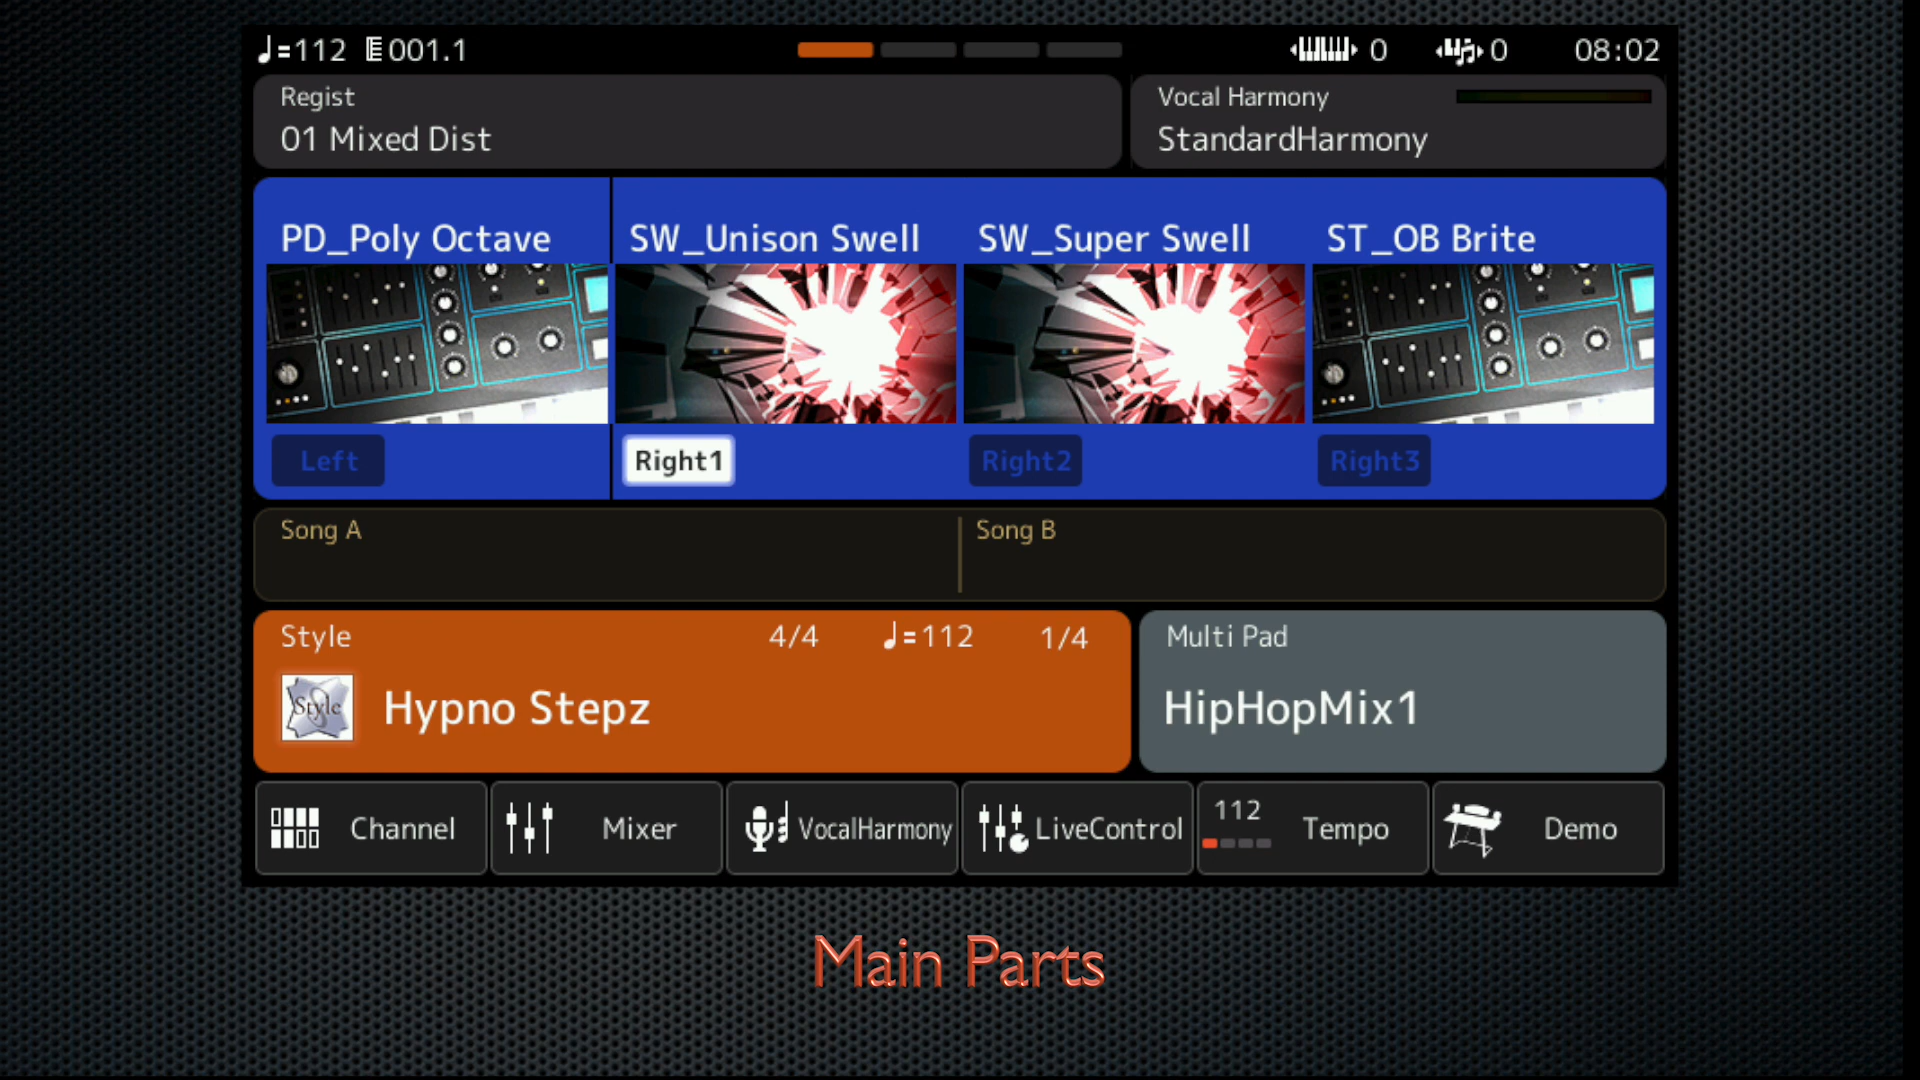 ♩=112 001.1 0 0 08:02
Regist
01 Mixed Dist
Vocal Harmony
StandardHarmony
PD_Poly Octave SW_Unison Swell SW_Super Swell ST_OB Brite
Left Right1 Right2 Right3
Song A Song B
Style 4/4 ♩=112 1/4
Style Hypno Stepz
Multi Pad
HipHopMix1
Channel Mixer VocalHarmony LiveControl 112 Tempo Demo
Main Parts